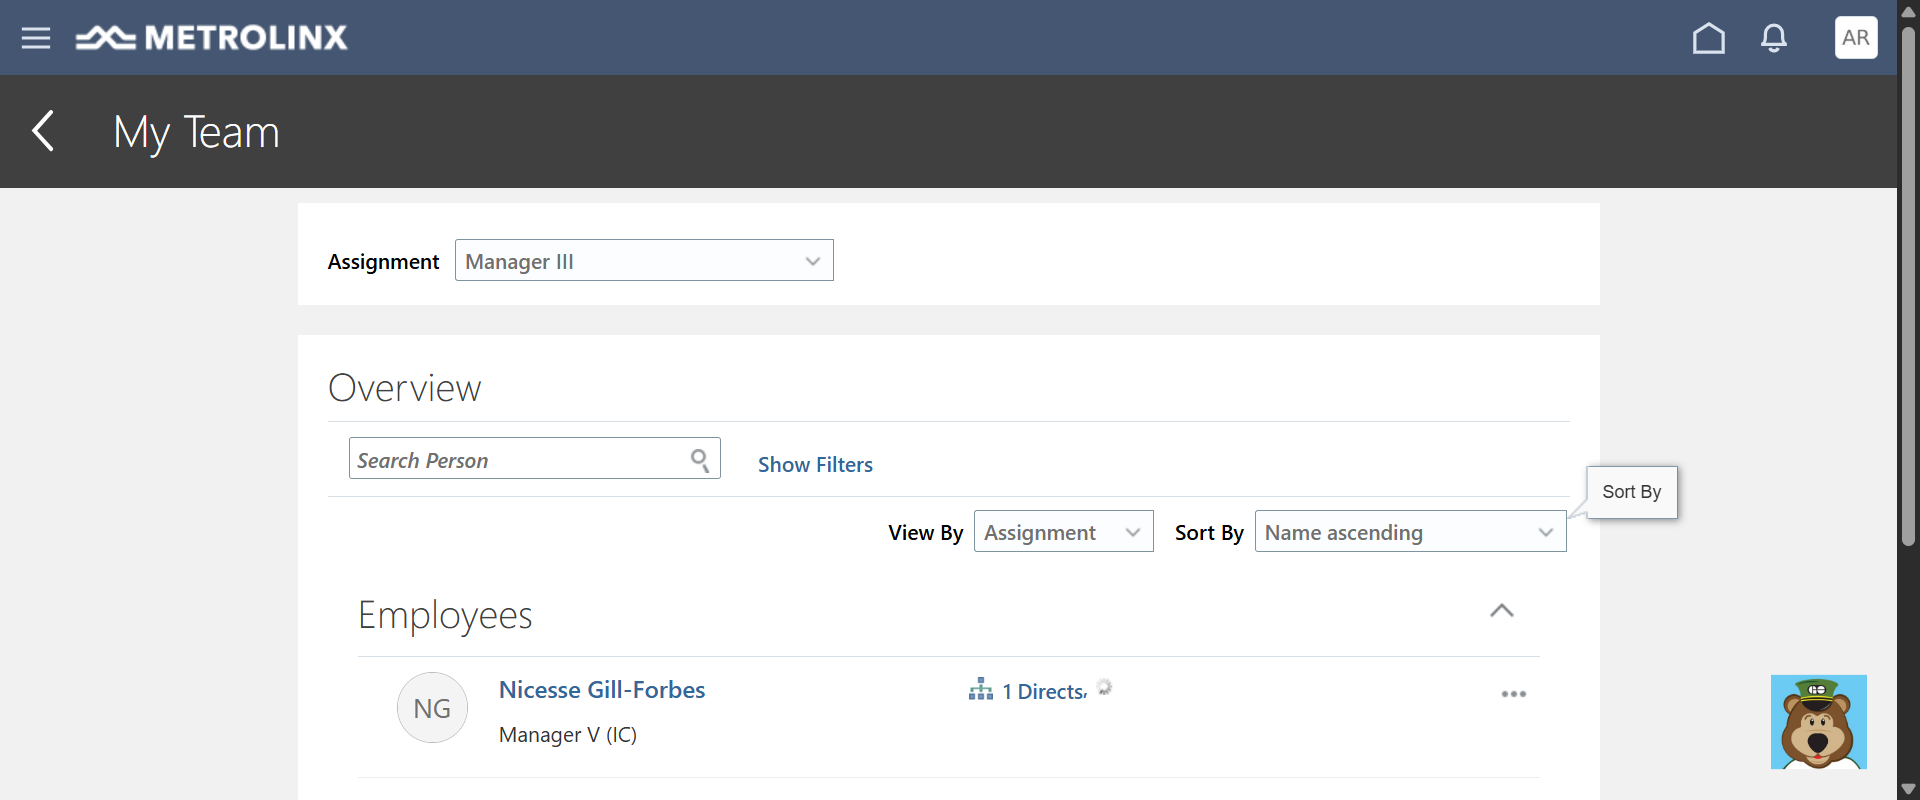 METROLINX
AR
My Team
Assignment
Manager III
Overview
Search Person
Show Filters
Sort By
View By
Assignment
Sort By
Name ascending
Employees
NG
Nicesse Gill-Forbes
1 Directs,
Manager V (IC)
GO